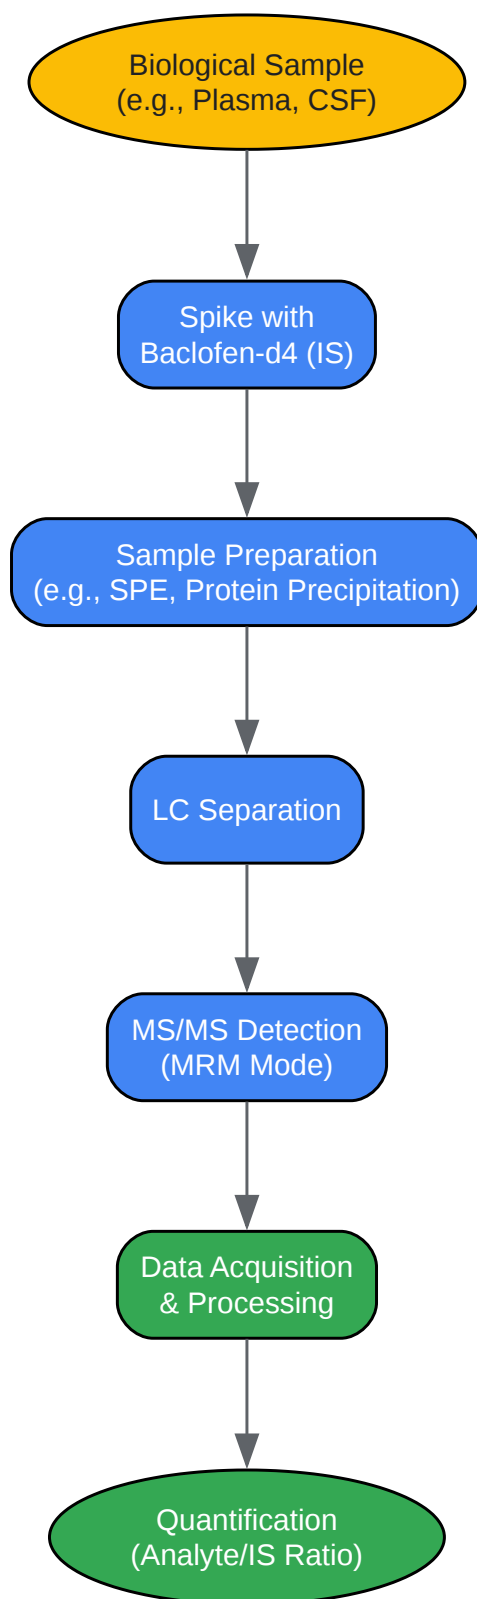 Biological Sample
(e.g., Plasma, CSF)
Spike with
Baclofen-d4 (IS)
Sample Preparation
(e.g., SPE, Protein Precipitation)
LC Separation
MS/MS Detection
(MRM Mode)
Data Acquisition
& Processing
Quantification
(Analyte/IS Ratio)